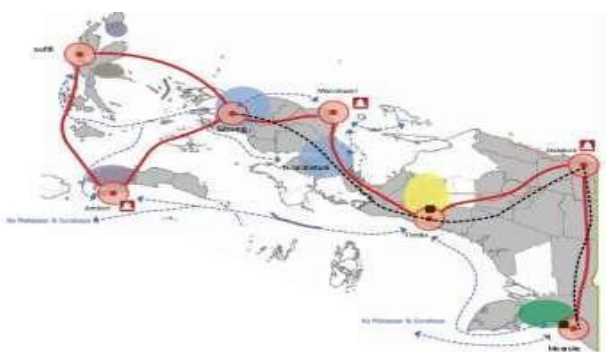 Sofifi
Manokwari
Sorong
Jayapura
Ambon
Timika
Ke Makassar & Surabaya
Ke Makassar & Surabaya
Merauke